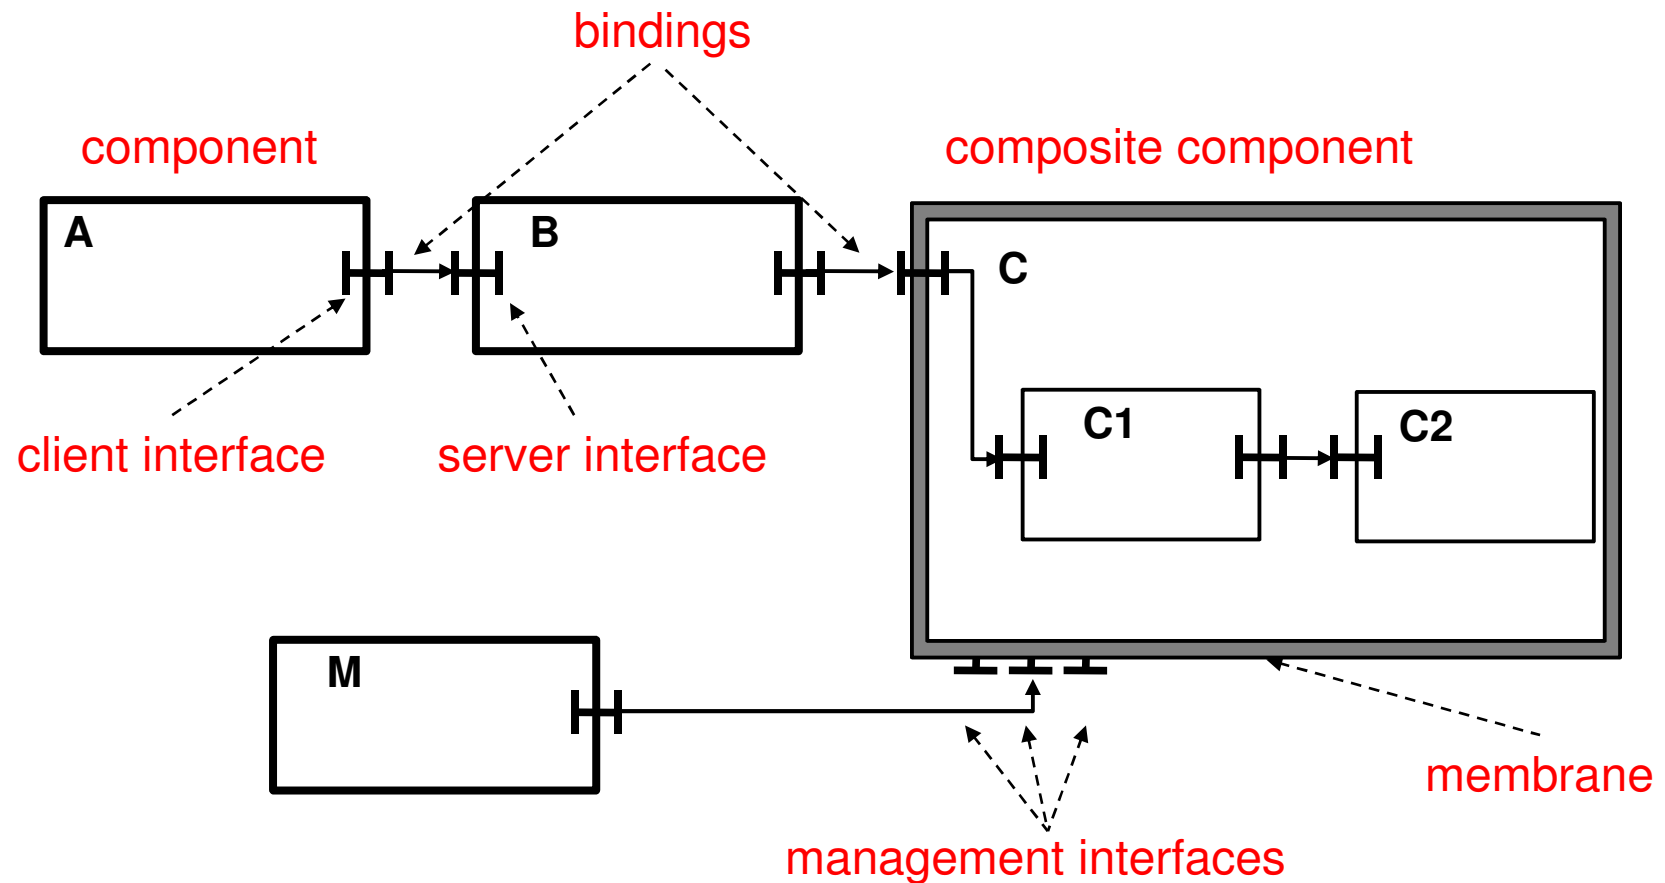 bindings
component
composite component
A
B
C
client interface
server interface
C1
C2
M
membrane
management interfaces